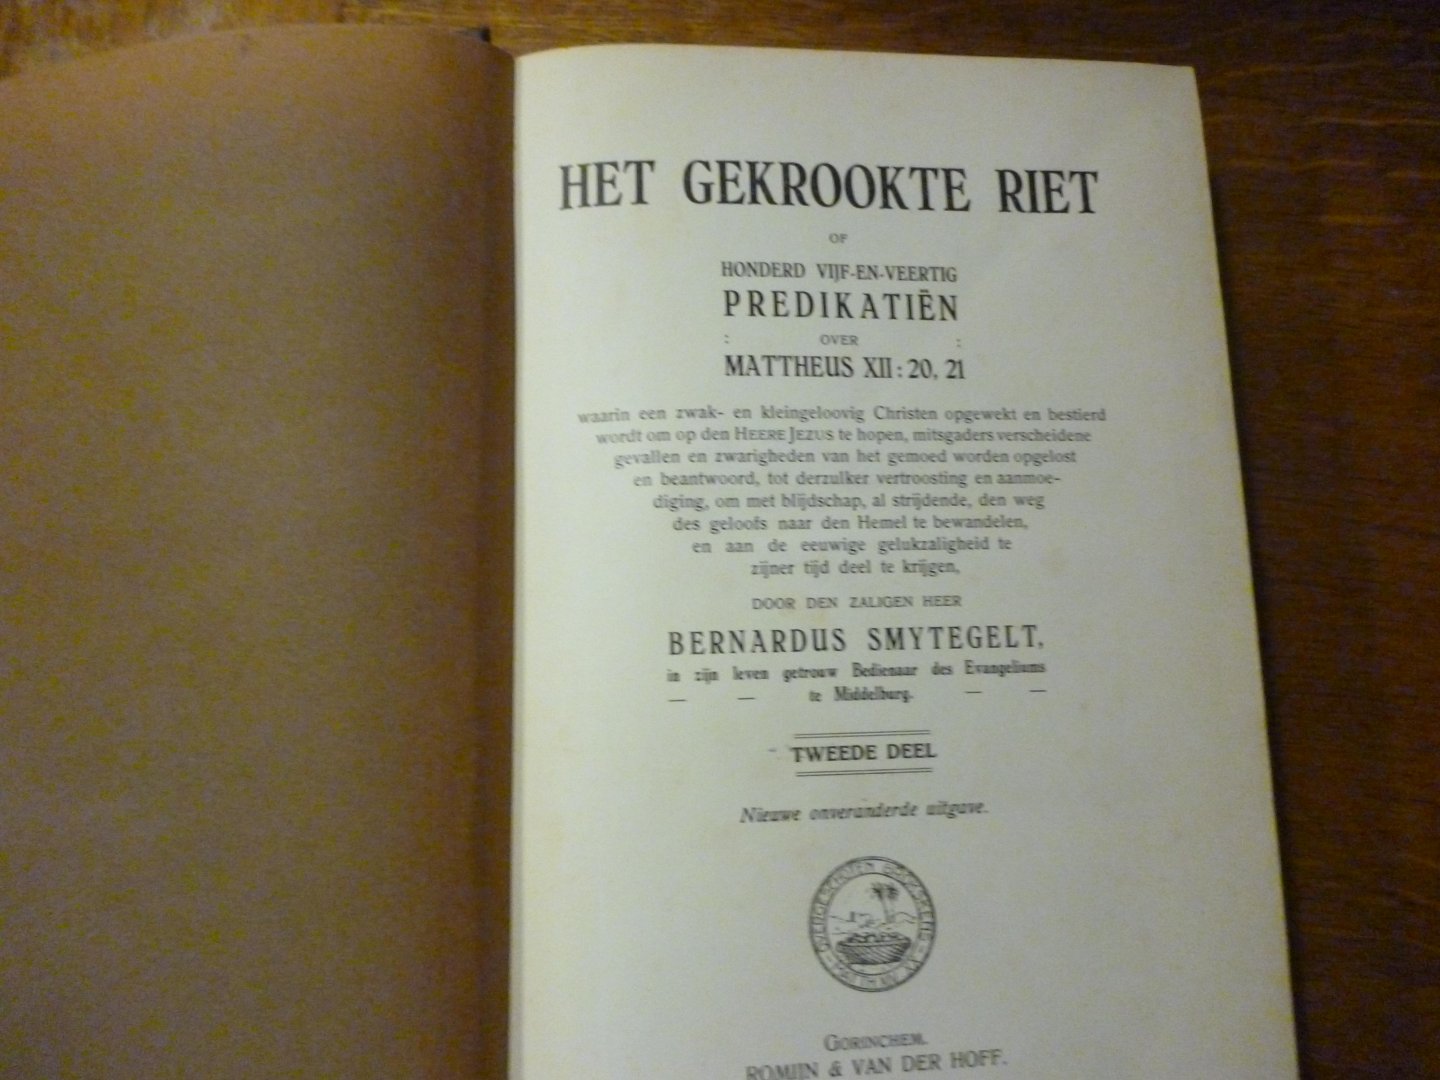 HET GEKROOKTE RIET
OF
HONDERD VIJF-EN-VEERTIG
PREDIKATIËN
: OVER :
MATTHEUS XII : 20, 21
waarin een zwak- en kleingeloovig Christen opgewekt en bestierd
wordt om op den HEERE JEZUS te hopen, mitsgaders verscheidene
gevallen en zwarigheden van het gemoed worden opgelost
en beantwoord, tot derzulker vertroosting en aanmoe-
diging, om met blijdschap, al strijdende, den weg
des geloofs naar den Hemel te bewandelen,
en aan de eeuwige gelukzaligheid te
zijner tijd deel te krijgen,
DOOR DEN ZALIGEN HEER
BERNARDUS SMYTEGELT,
in zijn leven getrouw Bedienaar des Evangeliums
— — te Middelburg. — —
TWEEDE DEEL
Nieuwe onveranderde uitgave.
OVERGESCHOTEN BROKKEN
GORINCHEM.
ROMIJN & VAN DER HOFF.